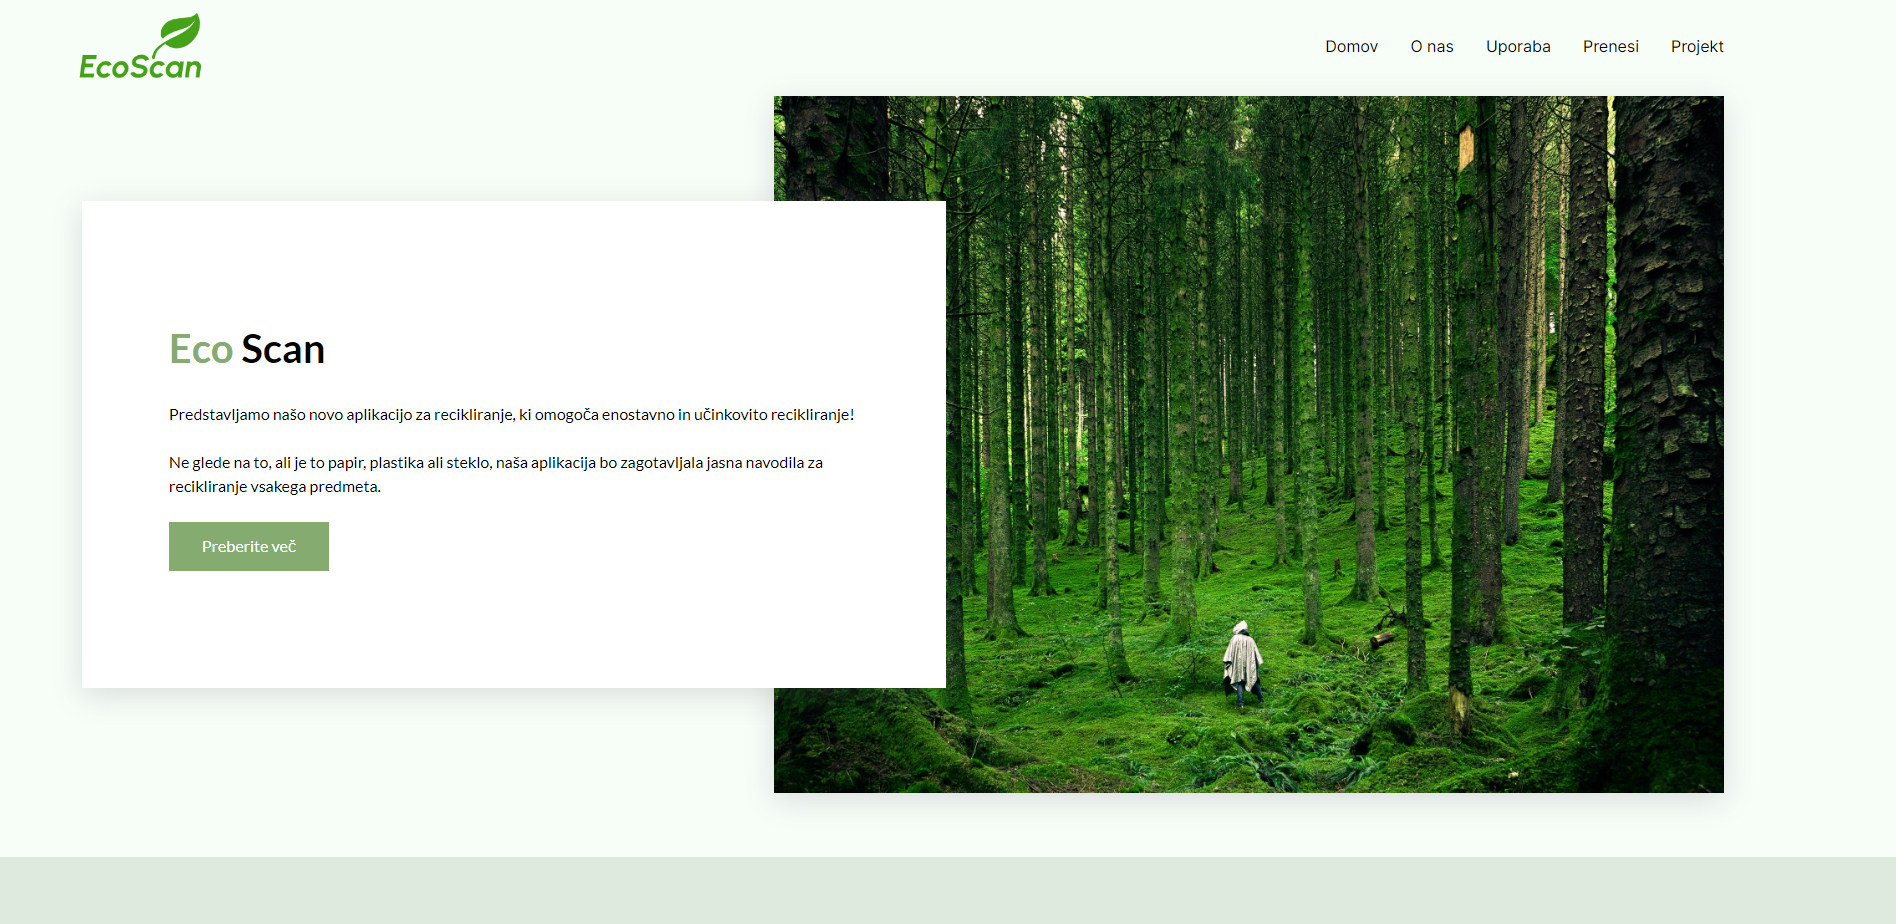 EcoScan
Domov O nas Uporaba Prenesi Projekt
Eco Scan
Predstavljamo našo novo aplikacijo za recikliranje, ki omogoča enostavno in učinkovito recikliranje!
Ne glede na to, ali je to papir, plastika ali steklo, naša aplikacija bo zagotavljala jasna navodila za
recikliranje vsakega predmeta.
Preberite več